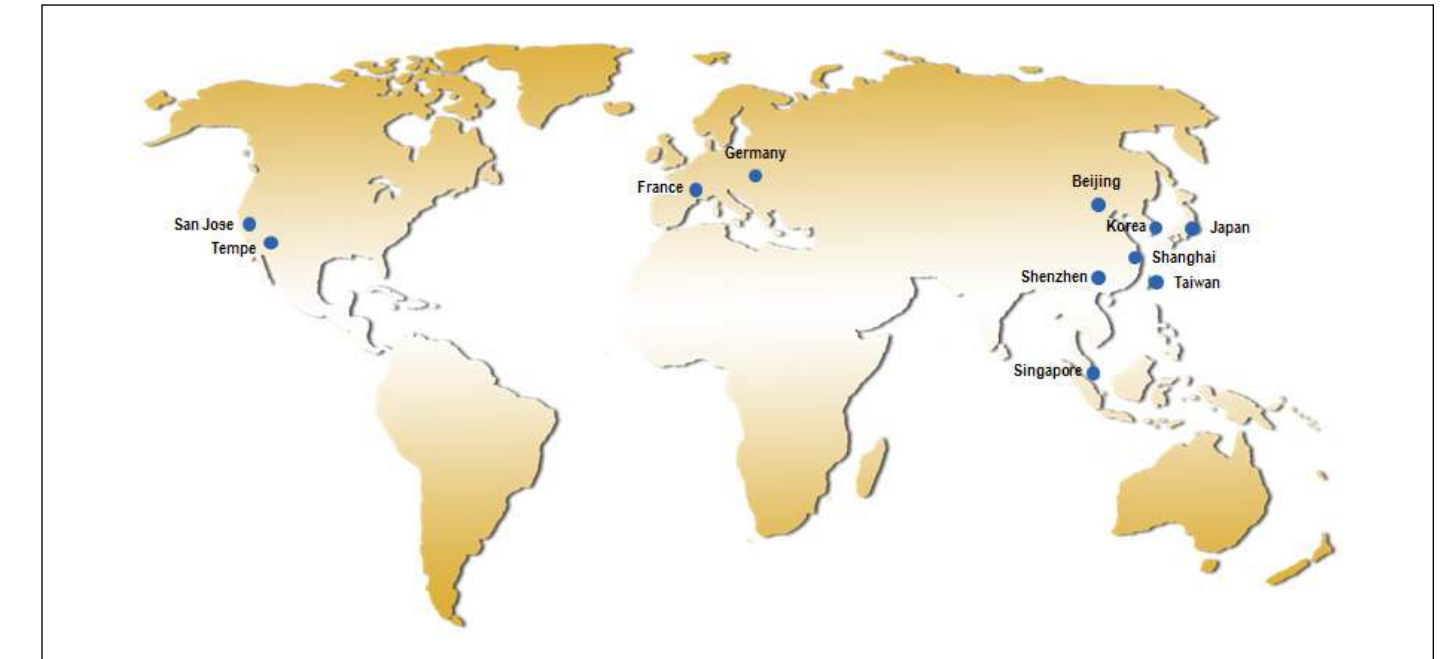 Germany
France
Beijing
San Jose
Korea
Japan
Tempe
Shanghai
Shenzhen
Taiwan
Singapore